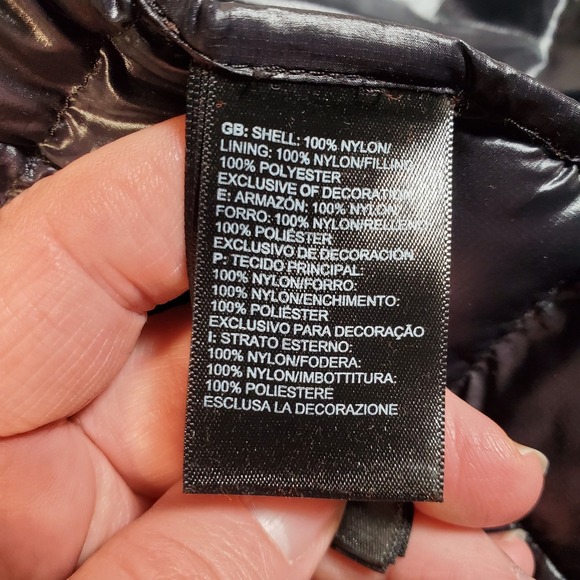 GB: SHELL: 100% NYLON/
LINING: 100% NYLON/FILLING
100% POLYESTER
EXCLUSIVE OF DECORATION
E: ARMAZÓN: 100% NYLON/
FORRO: 100% NYLON/RELLENO
100% POLIÉSTER
EXCLUSIVO DE DECORACIÓN
P: TECIDO PRINCIPAL:
100% NYLON/FORRO:
100% NYLON/ENCHIMENTO:
100% POLIÉSTER
EXCLUSIVO PARA DECORAÇÃO
I: STRATO ESTERNO:
100% NYLON/FODERA:
100% NYLON/IMBOTTITURA:
100% POLIESTERE
ESCLUSA LA DECORAZIONE